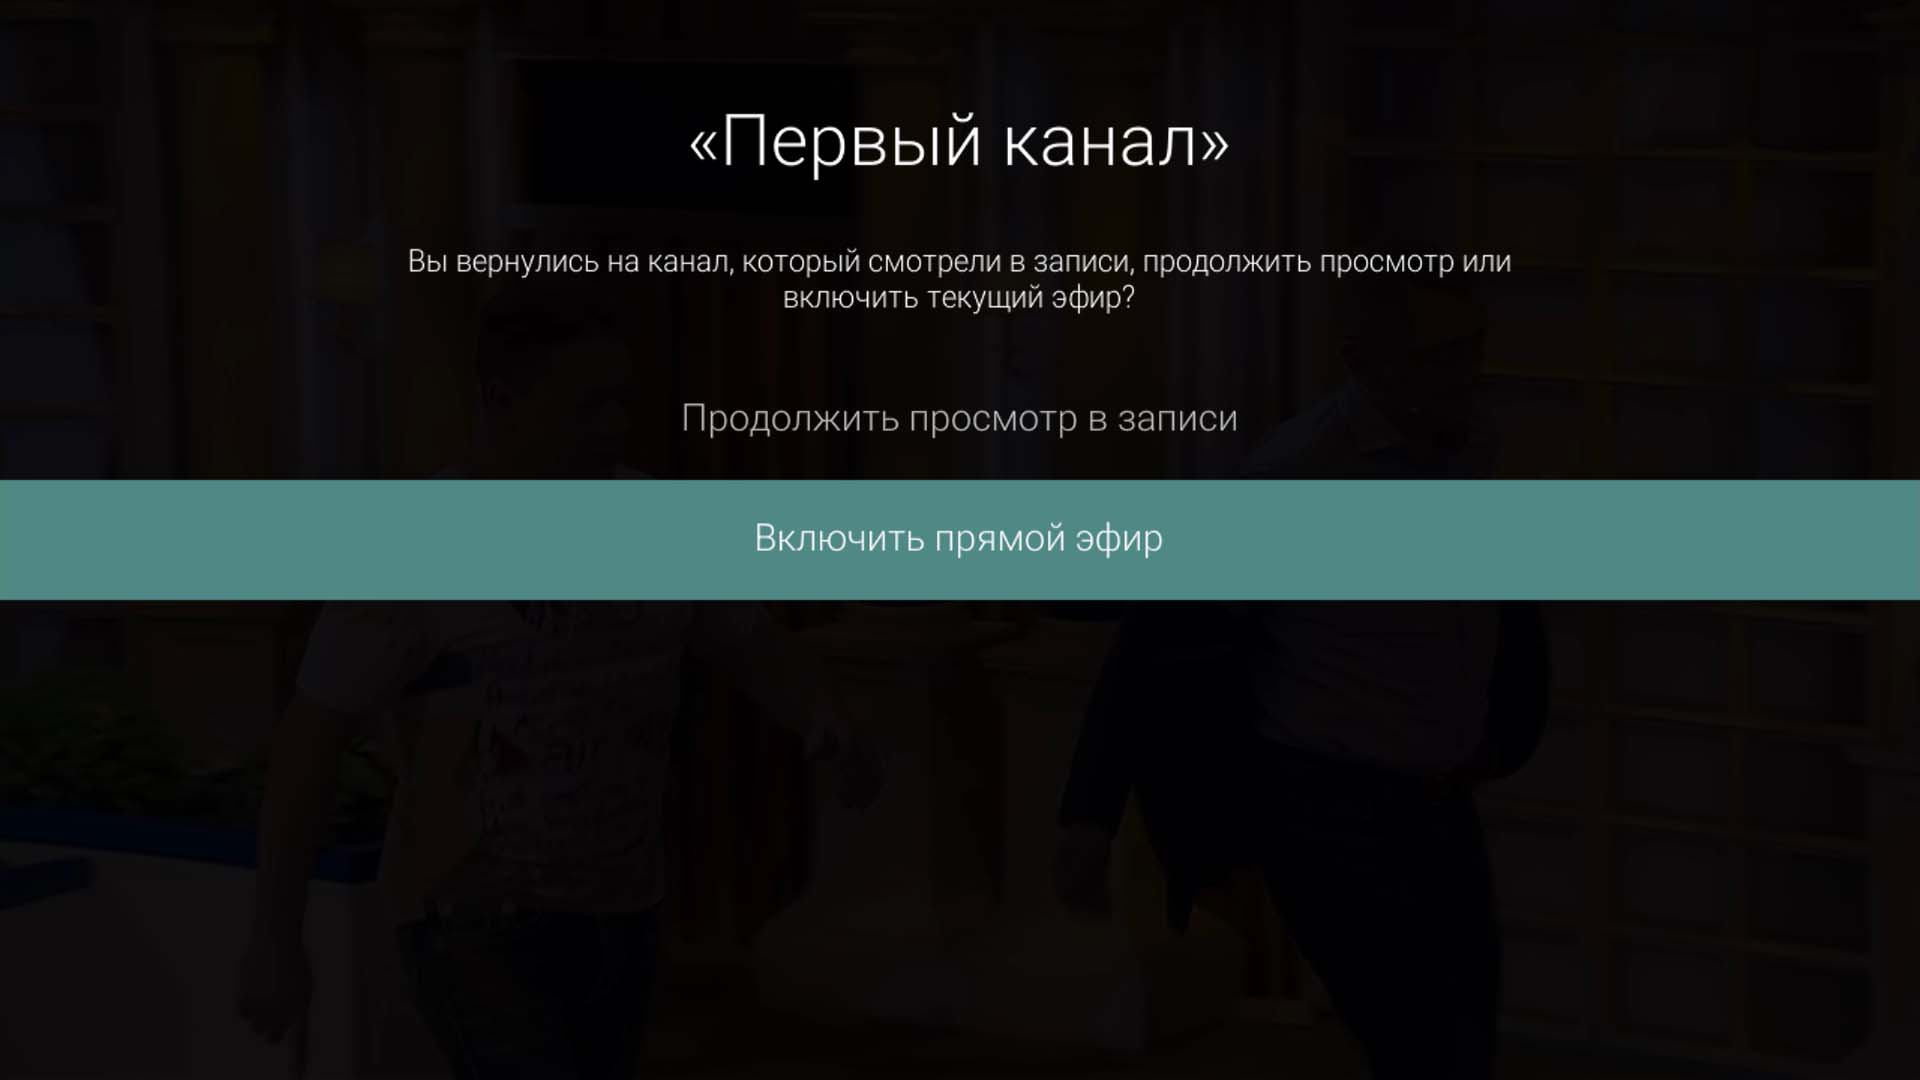 «Первый канал»
Вы вернулись на канал, который смотрели в записи, продолжить просмотр или
включить текущий эфир?
Продолжить просмотр в записи
Включить прямой эфир